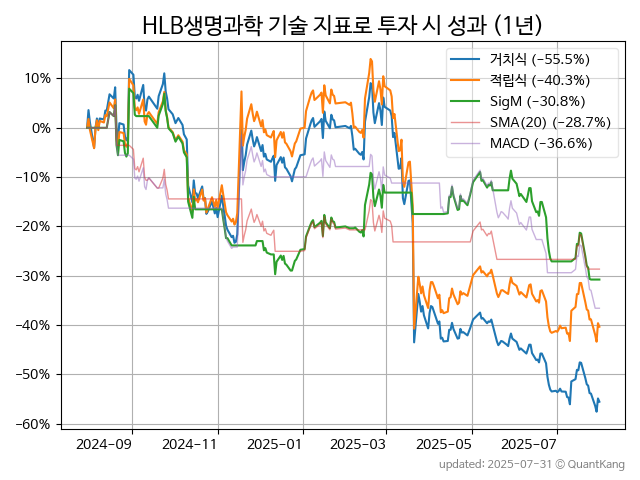 HLB생명과학 기술 지표로 투자 시 성과 (1년)
거치식 (−55.5%)
적립식 (−40.3%)
SigM (−30.8%)
SMA(20) (−28.7%)
MACD (−36.6%)
10%
0%
−10%
−20%
−30%
−40%
−50%
−60%
2024-09 2024-11 2025-01 2025-03 2025-05 2025-07
updated: 2025-07-31 © QuantKang